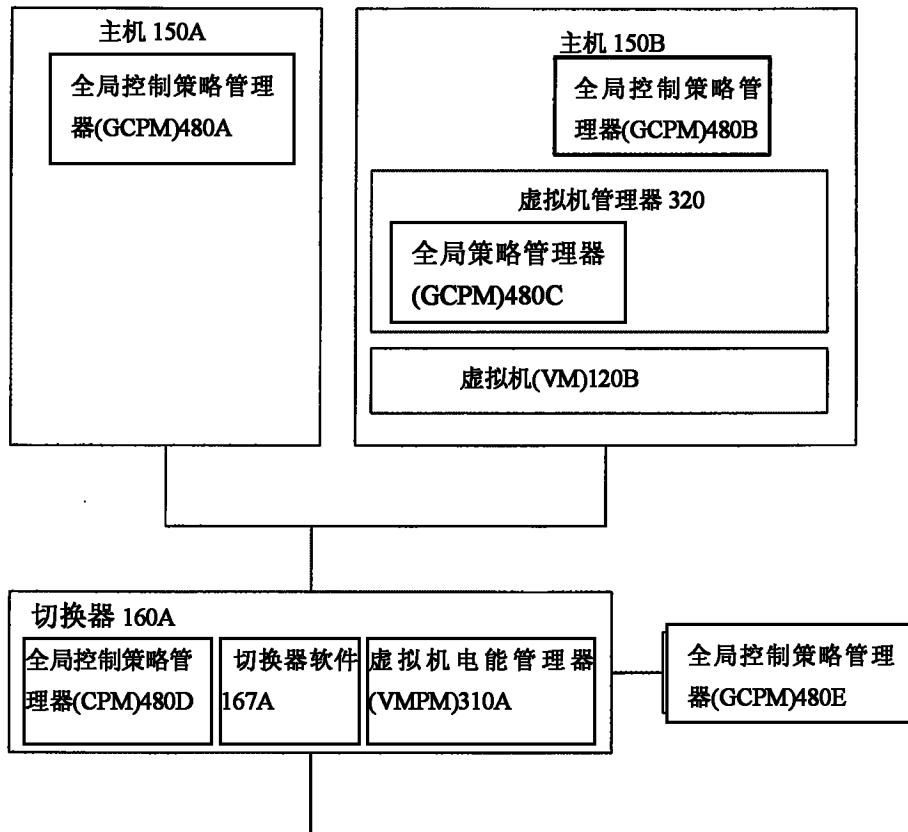 主机 150A
全局控制策略管理
器(GCPM)480A
主机 150B
全局控制策略管
理器(GCPM)480B
虚拟机管理器 320
全局策略管理器
(GCPM)480C
虚拟机(VM)120B
切换器 160A
全局控制策略管
理器(CPM)480D
切换器软件
167A
虚拟机电能管理器
(VMPM)310A
全局控制策略管理
器(GCPM)480E